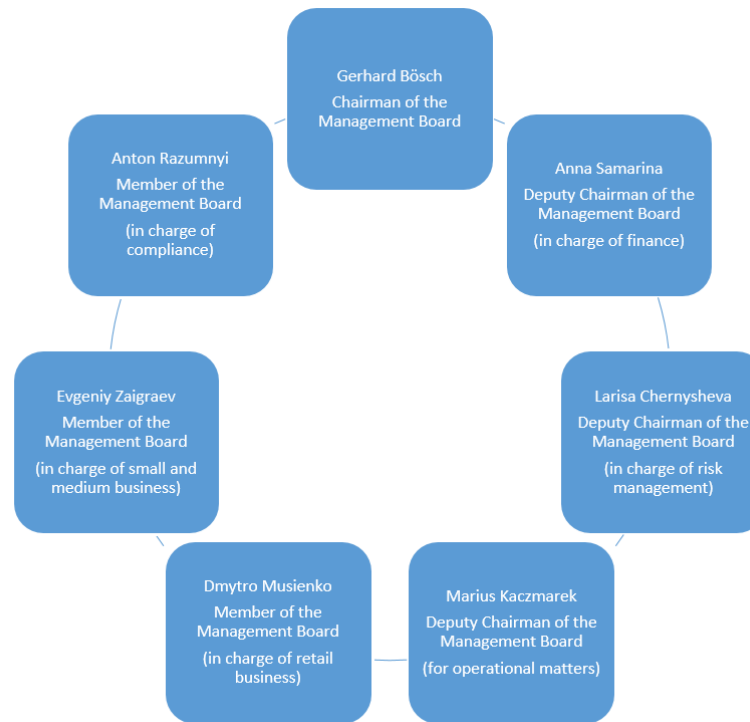 Gerhard Bösch
Chairman of the
Management Board
Anna Samarina
Deputy Chairman of the
Management Board
(in charge of finance)
Larisa Chernysheva
Deputy Chairman of the
Management Board
(in charge of risk
management)
Marius Kaczmarek
Deputy Chairman of the
Management Board
(for operational matters)
Dmytro Musienko
Member of the
Management Board
(in charge of retail
business)
Evgeniy Zaigraev
Member of the
Management Board
(in charge of small and
medium business)
Anton Razumnyi
Member of the
Management Board
(in charge of
compliance)